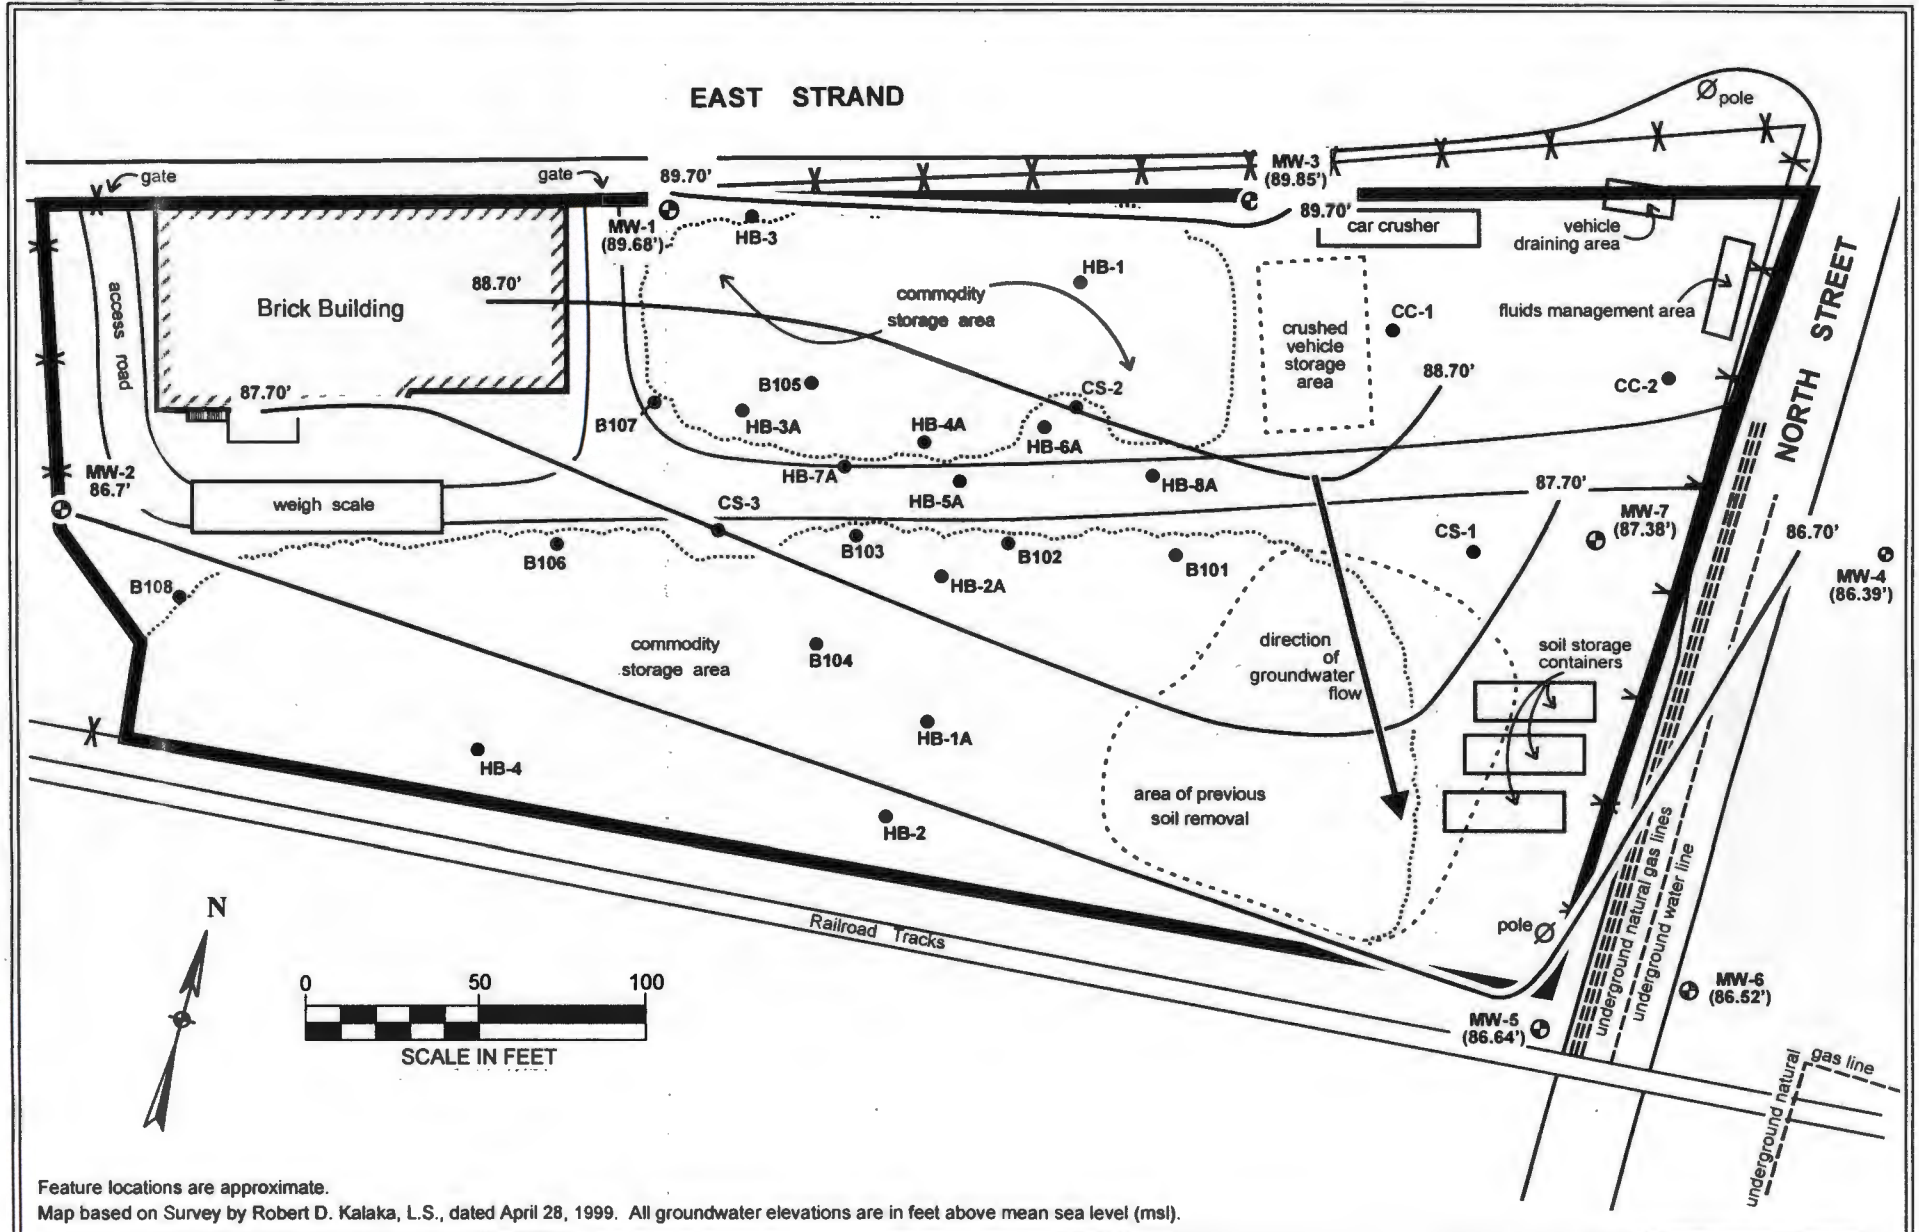 EAST STRAND
pole
gate
gate
89.70'
MW-3
(89.85')
MW-1
(89.68')
HB-3
89.70'
car crusher
vehicle
draining area
access road
Brick Building
88.70'
commodity
storage area
HB-1
CC-1
crushed
vehicle
storage
area
fluids management area
NORTH STREET
87.70'
B105
B107
HB-3A
HB-4A
CS-2
HB-6A
88.70'
CC-2
MW-2
86.7'
weigh scale
HB-7A
HB-5A
HB-8A
CS-3
87.70'
MW-7
(87.38')
86.70'
MW-4
(86.39')
CS-1
B108
B106
B103
B102
HB-2A
B101
commodity
storage area
B104
direction
of
groundwater
flow
soil storage
containers
HB-4
HB-1A
HB-2
area of previous
soil removal
pole
underground natural gas lines
underground water line
Railroad Tracks
N
0 50 100
SCALE IN FEET
MW-5
(86.64')
MW-6
(86.52')
underground natural
gas line
Feature locations are approximate.
Map based on Survey by Robert D. Kalaka, L.S., dated April 28, 1999. All groundwater elevations are in feet above mean sea level (msl).